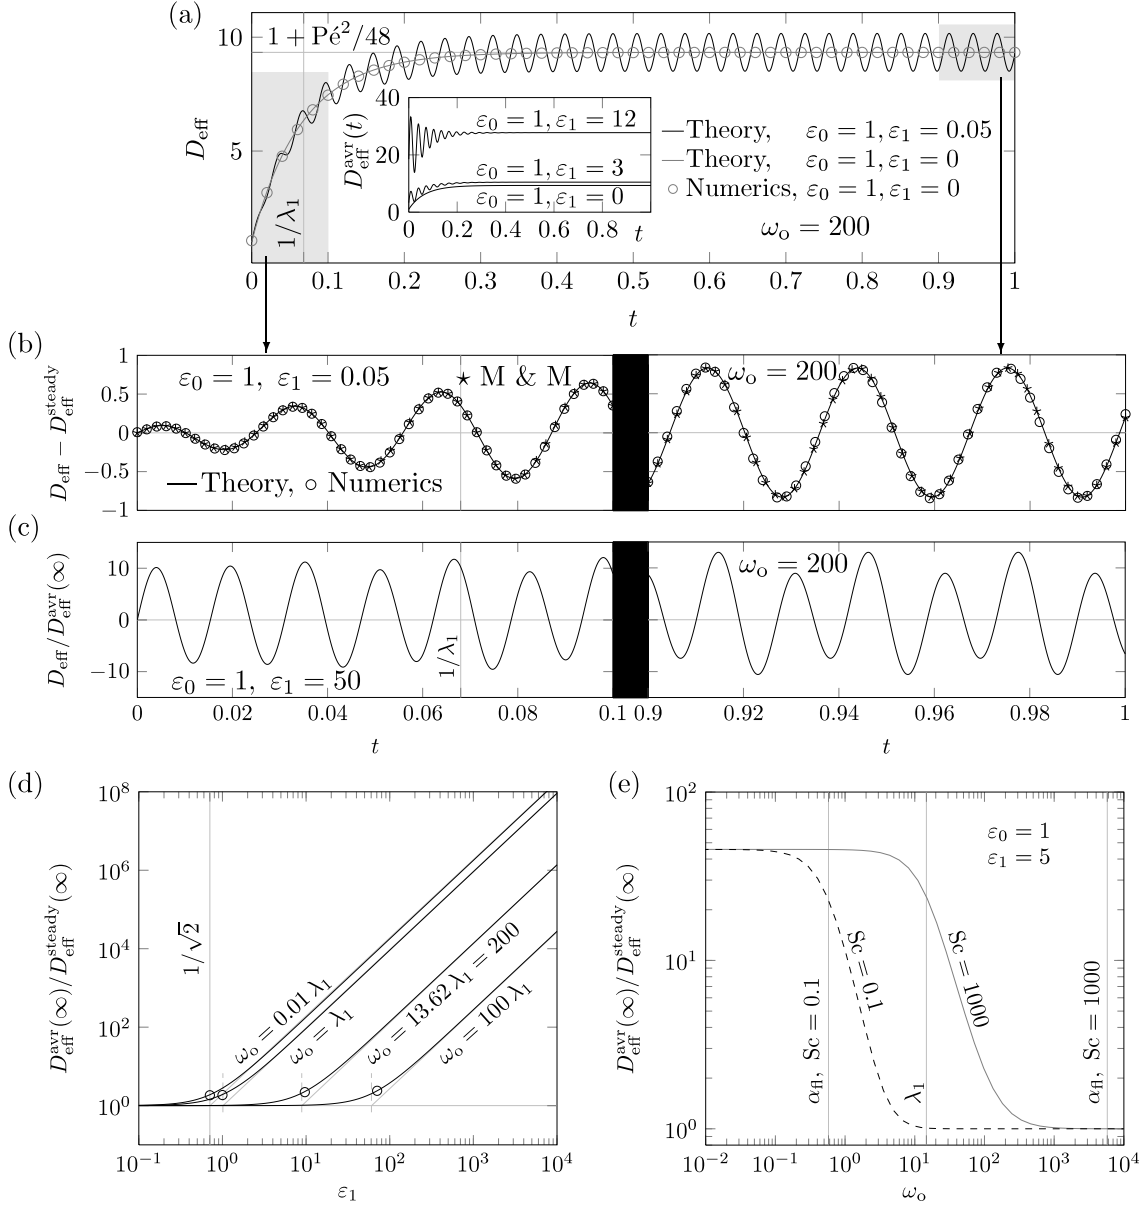 (a)
1 + Pé²/48
D_eff
10
5
40
20
0
D_eff^avr(t)
ε₀ = 1, ε₁ = 12
ε₀ = 1, ε₁ = 3
ε₀ = 1, ε₁ = 0
0 0.2 0.4 0.6 0.8 t
1/λ₁
Theory, ε₀ = 1, ε₁ = 0.05
Theory, ε₀ = 1, ε₁ = 0
Numerics, ε₀ = 1, ε₁ = 0
ω_o = 200
0 0.1 0.2 0.3 0.4 0.5 0.6 0.7 0.8 0.9 1
t
(b)
D_eff − D_eff^steady
1
0.5
0
−0.5
−1
ε₀ = 1, ε₁ = 0.05
★ M & M
ω_o = 200
Theory, ○ Numerics
(c)
D_eff/D_eff^avr(∞)
10
0
−10
ω_o = 200
1/λ₁
ε₀ = 1, ε₁ = 50
0 0.02 0.04 0.06 0.08 0.1 0.9 0.92 0.94 0.96 0.98 1
t t
(d)
D_eff^avr(∞)/D_eff^steady(∞)
10⁸
10⁶
10⁴
10²
10⁰
1/√2
ω_o = 0.01 λ₁
ω_o = λ₁
ω_o = 13.62 λ₁ = 200
ω_o = 100 λ₁
10⁻¹ 10⁰ 10¹ 10² 10³ 10⁴
ε₁
(e)
D_eff^avr(∞)/D_eff^steady(∞)
10²
10¹
10⁰
ε₀ = 1
ε₁ = 5
Sc = 0.1
Sc = 1000
α_fl, Sc = 0.1
λ₁
α_fl, Sc = 1000
10⁻² 10⁻¹ 10⁰ 10¹ 10² 10³ 10⁴
ω_o